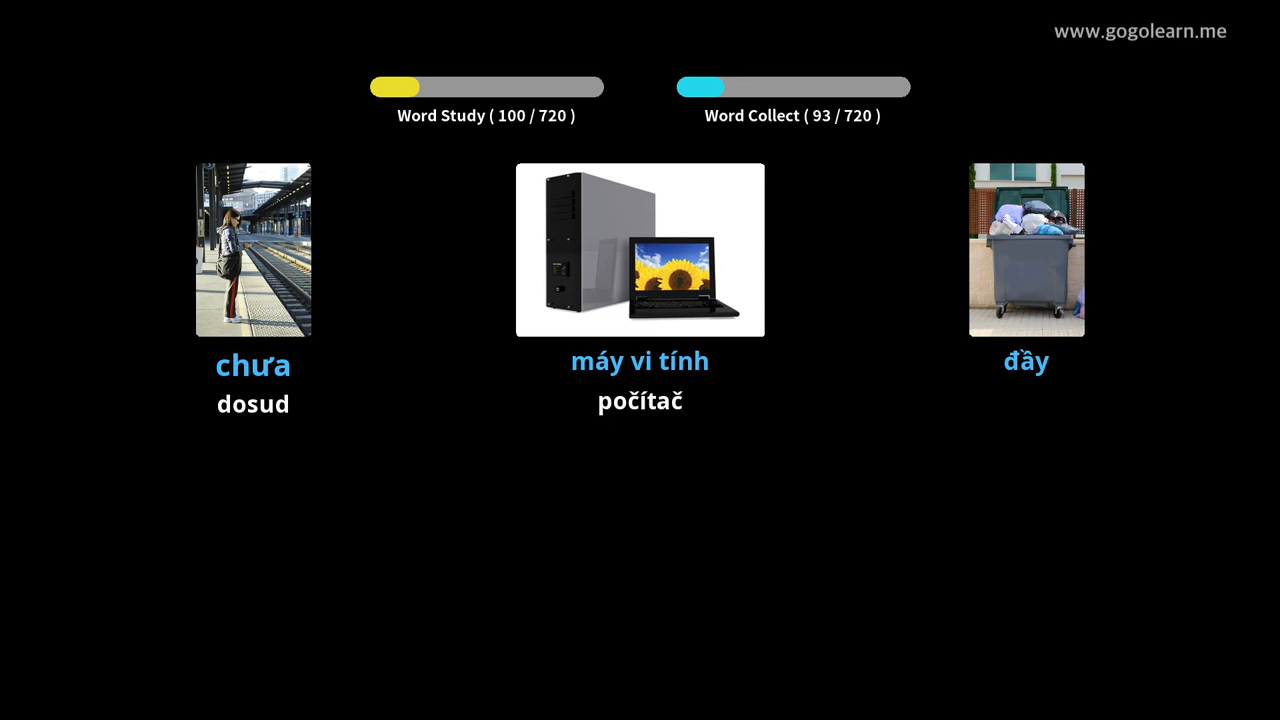 www.gogolearn.me
Word Study ( 100 / 720 )
Word Collect ( 93 / 720 )
chưa
dosud
máy vi tính
počítač
đầy